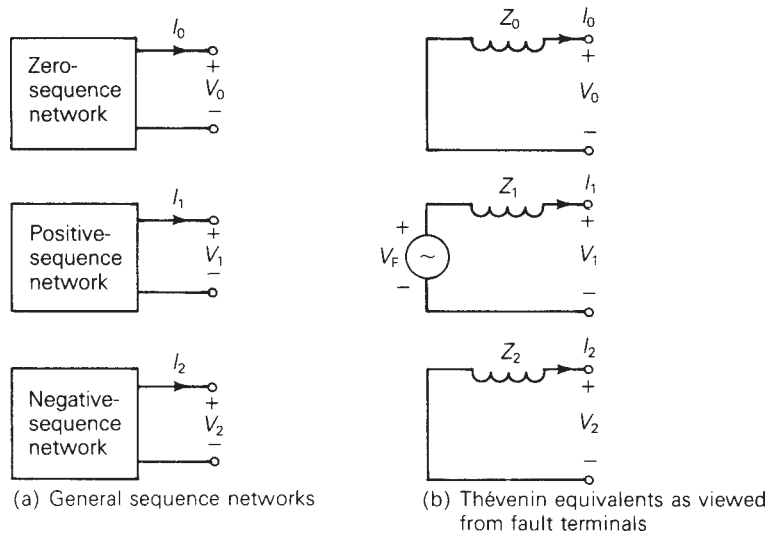 I₀
Zero-
sequence
network
+
V₀
−
Z₀
I₀
+
V₀
−
I₁
Positive-
sequence
network
+
V₁
−
Z₁
I₁
+
V_F
~
−
+
V₁
−
I₂
Negative-
sequence
network
+
V₂
−
Z₂
I₂
+
V₂
−
(a) General sequence networks
(b) Thévenin equivalents as viewed
from fault terminals